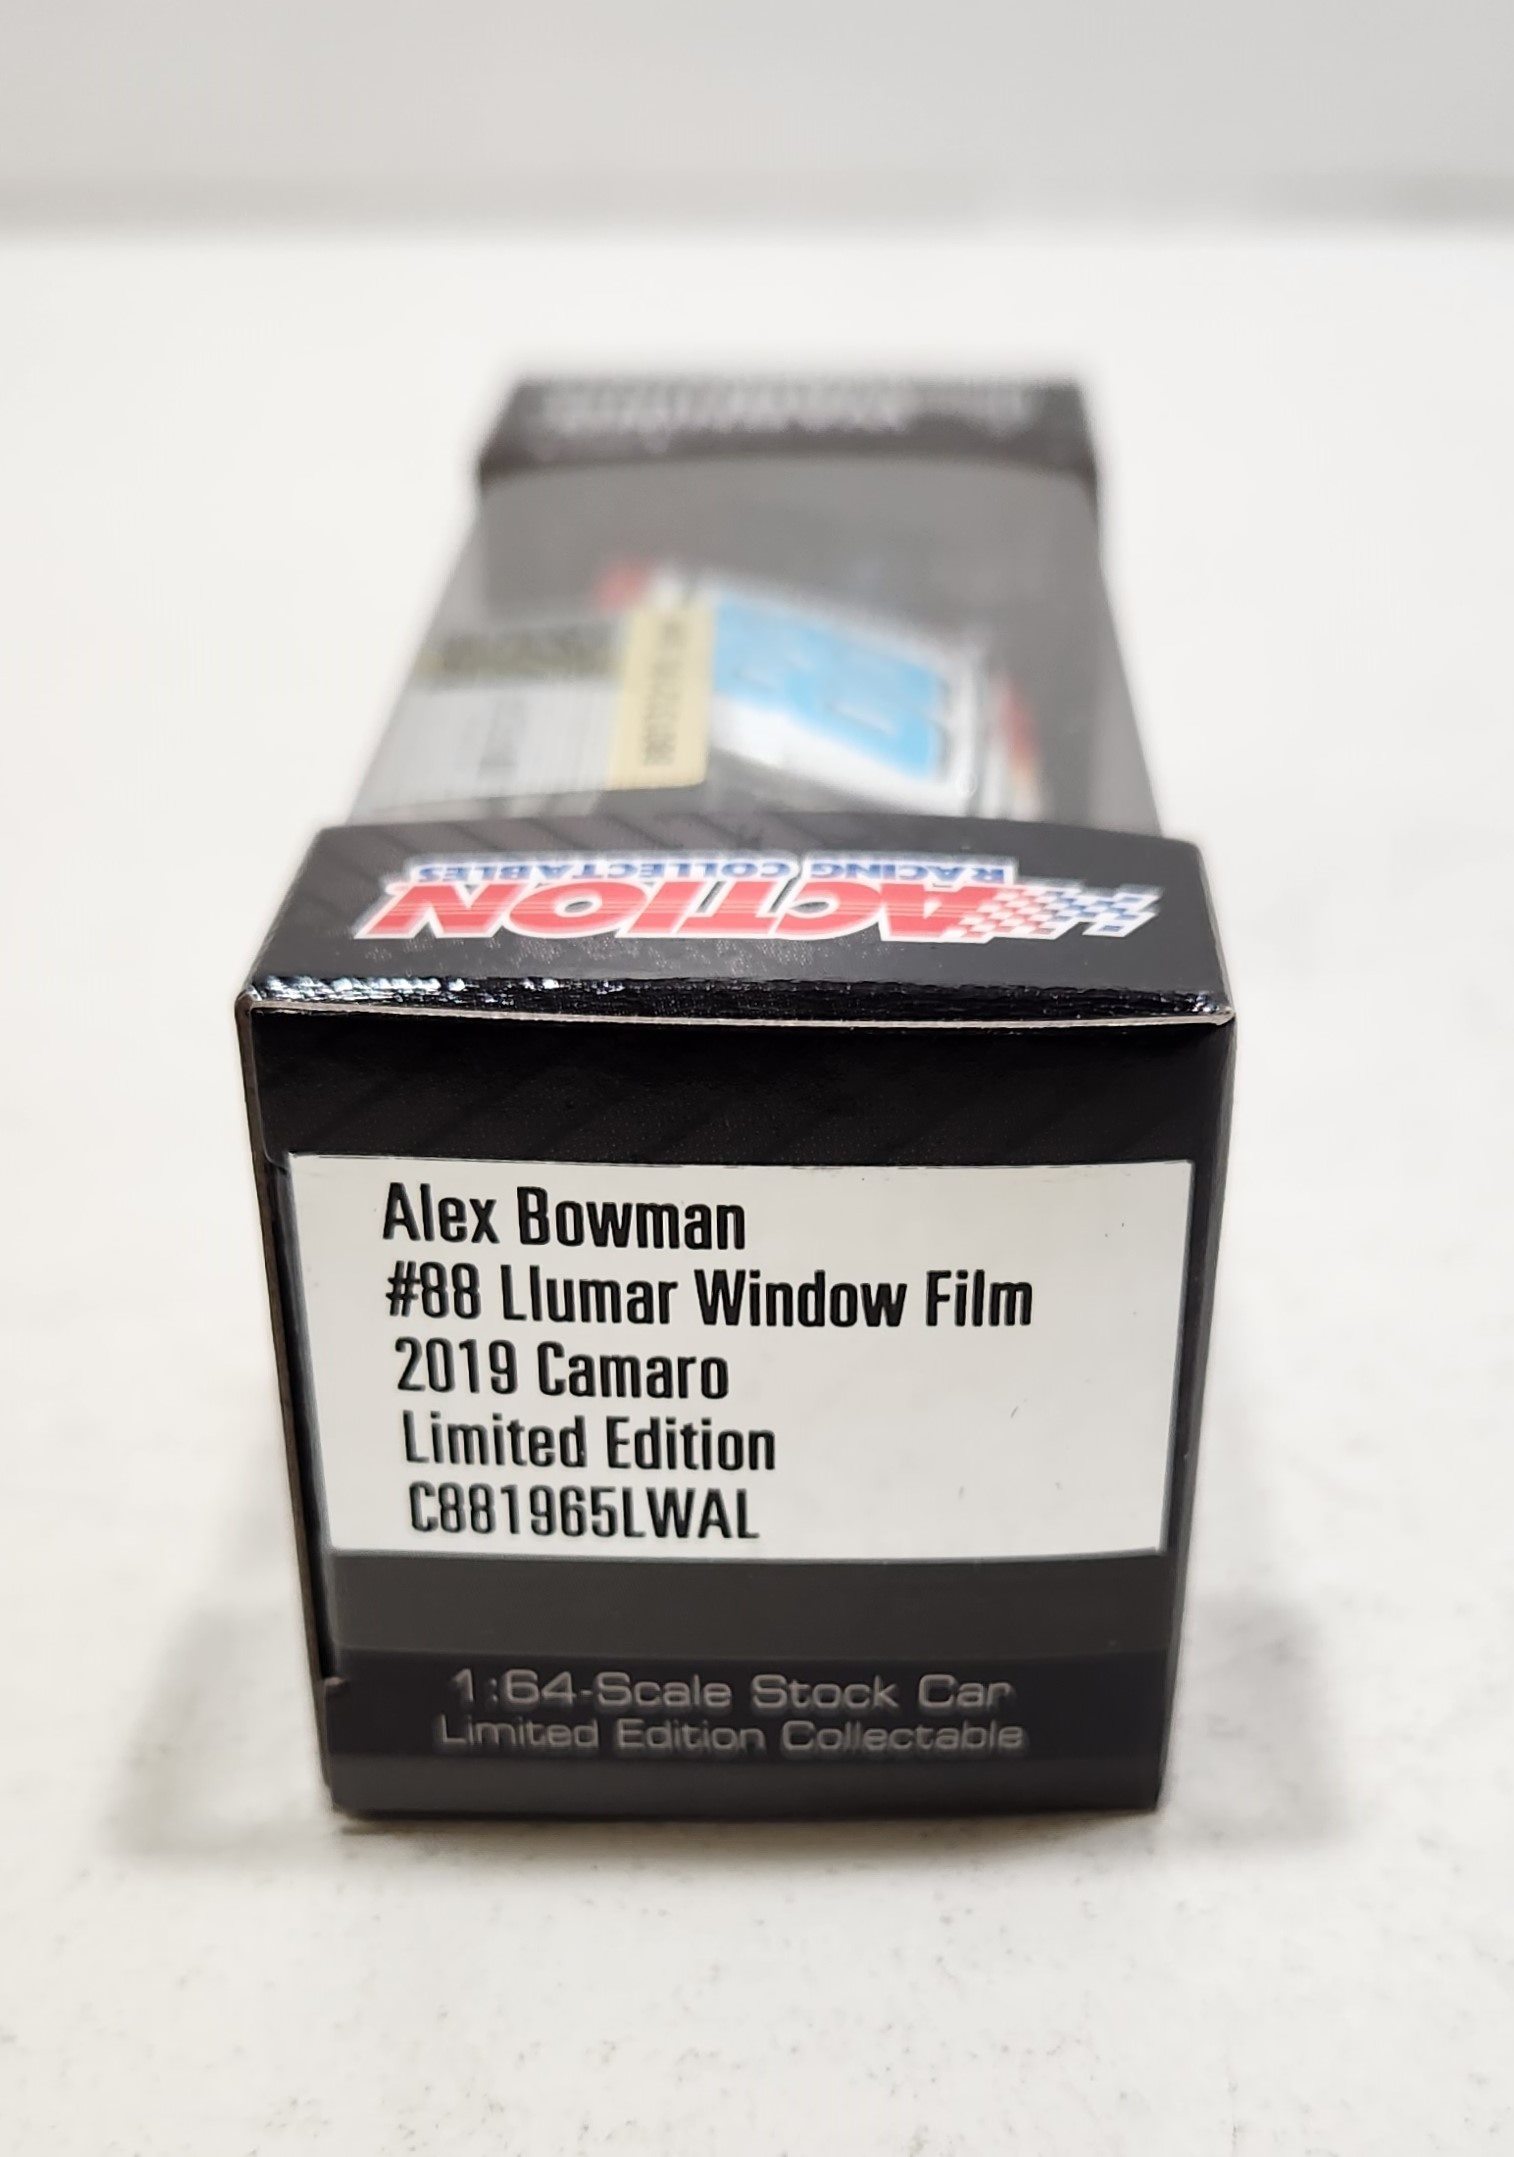 ACTION
RACING COLLECTABLES
Alex Bowman
#88 Llumar Window Film
2019 Camaro
Limited Edition
C881965LWAL
1:64-Scale Stock Car
Limited Edition Collectable